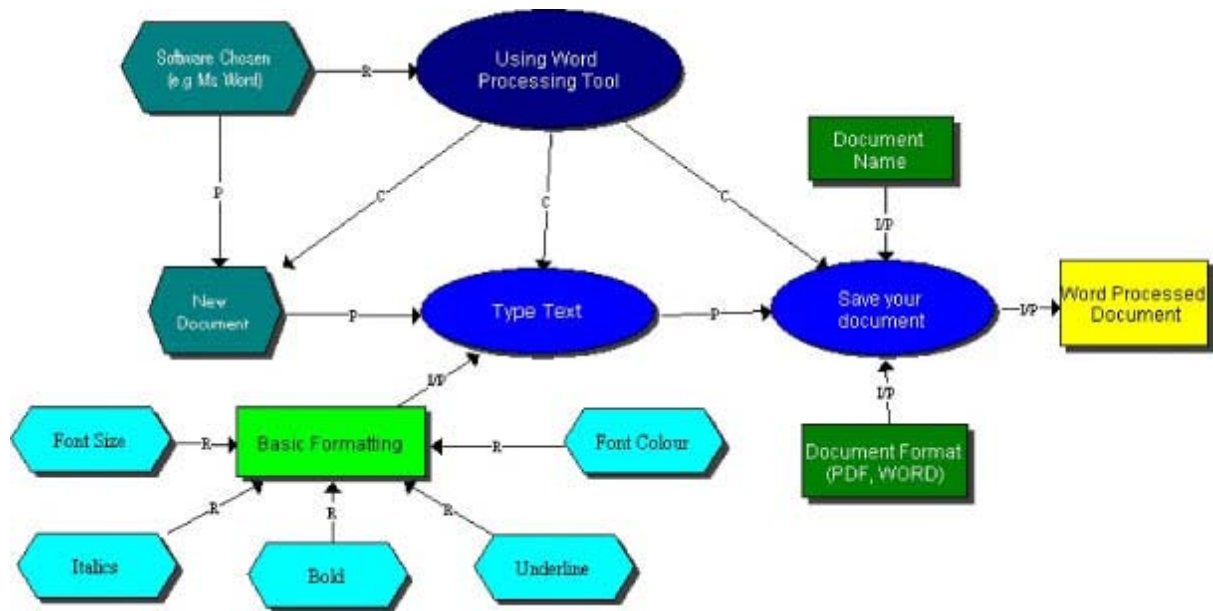 Software Chosen
(e.g Ms Word)
R
Using Word
Processing Tool
Document
Name
P
C
C
C
I/P
New
Document
P
Type Text
P
Save your
document
I/P
Word Processed
Document
I/P
I/P
Font Size
R
Basic Formatting
R
Font Colour
Document Format
(PDF, WORD)
R
R
R
Italics
Bold
Underline